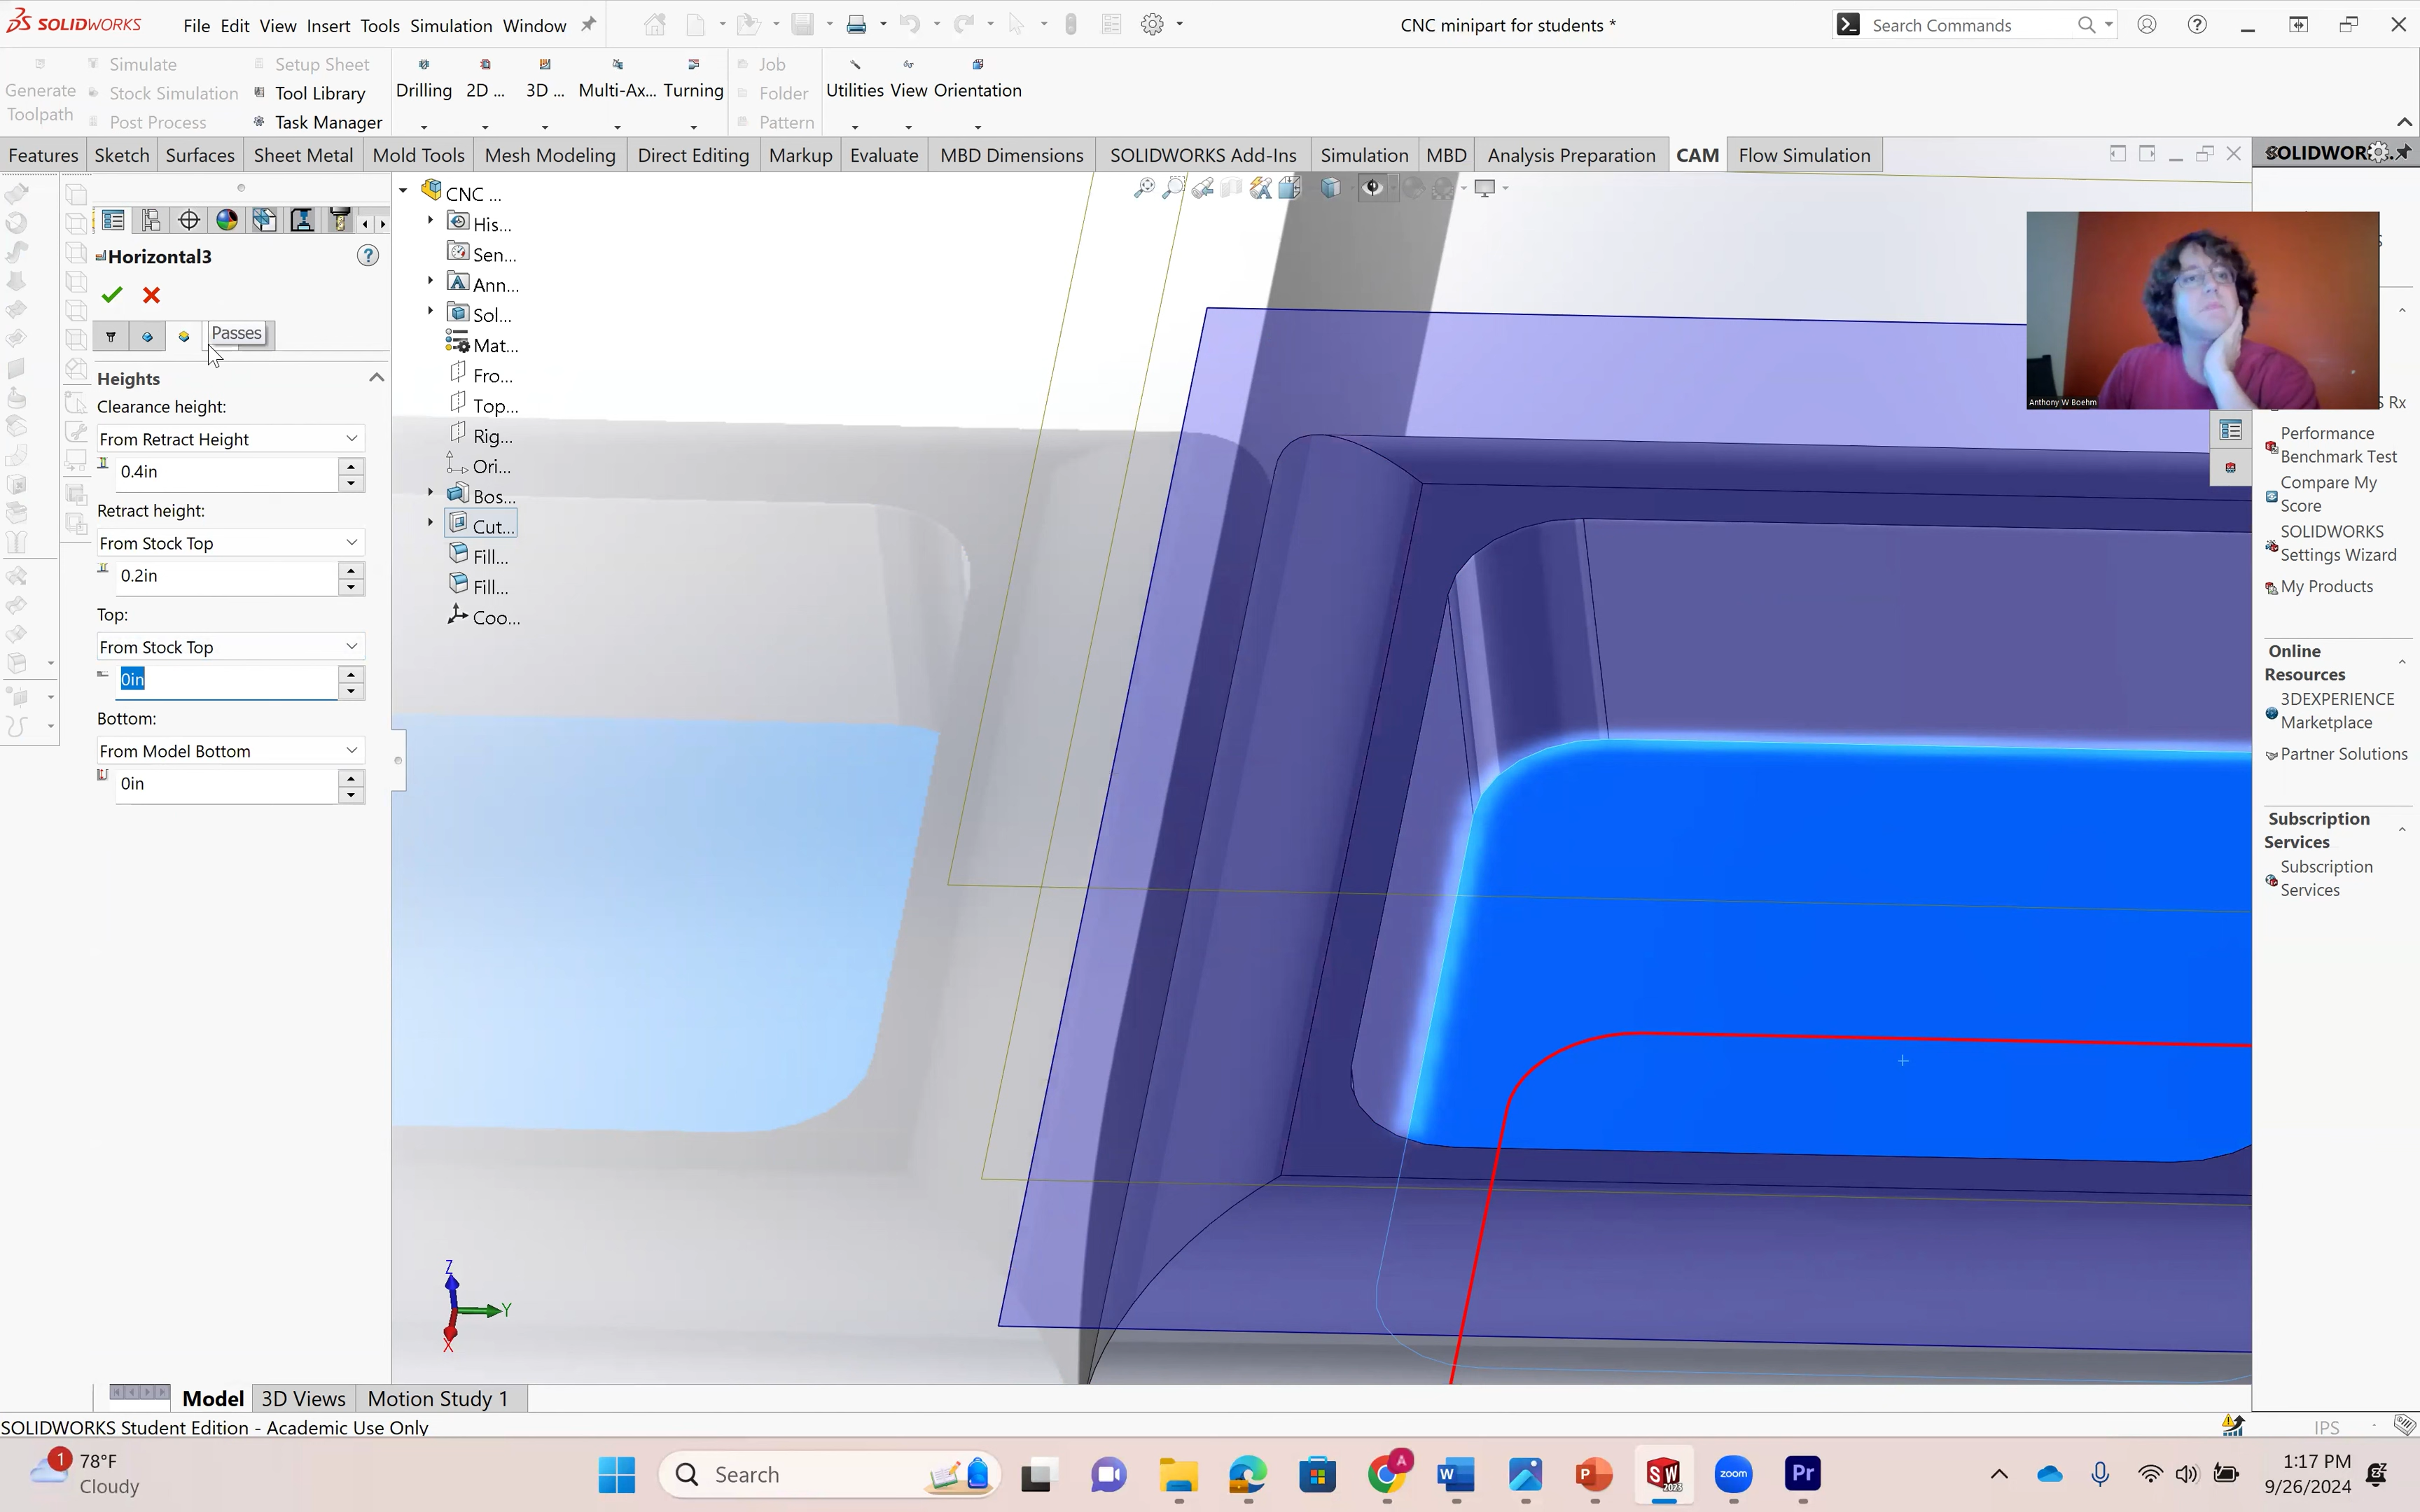 SOLIDWORKS File Edit View Insert Tools Simulation Window
CNC minipart for students *
Search Commands
Generate Toolpath
Simulate
Stock Simulation
Post Process
Setup Sheet
Tool Library
Task Manager
Drilling 2D ... 3D ... Multi-Ax... Turning
Job
Folder
Pattern
Utilities View Orientation
Features Sketch Surfaces Sheet Metal Mold Tools Mesh Modeling Direct Editing Markup Evaluate MBD Dimensions SOLIDWORKS Add-Ins Simulation MBD Analysis Preparation CAM Flow Simulation
Horizontal3
Passes
Heights
Clearance height:
From Retract Height
0.4in
Retract height:
From Stock Top
0.2in
Top:
From Stock Top
0in
Bottom:
From Model Bottom
0in
CNC ...
His...
Sen...
Ann...
Sol...
Mat...
Fro...
Top...
Rig...
Ori...
Bos...
Cut...
Fill...
Fill...
Coo...
Z
Y
X
Anthony W Boehm
Rx
Performance
Benchmark Test
Compare My
Score
SOLIDWORKS
Settings Wizard
My Products
Online
Resources
3DEXPERIENCE
Marketplace
Partner Solutions
Subscription
Services
Subscription
Services
Model 3D Views Motion Study 1
SOLIDWORKS Student Edition - Academic Use Only
IPS
1
78°F
Cloudy
Search
A
W
P
SW
2023
zoom
Pr
1:17 PM
9/26/2024